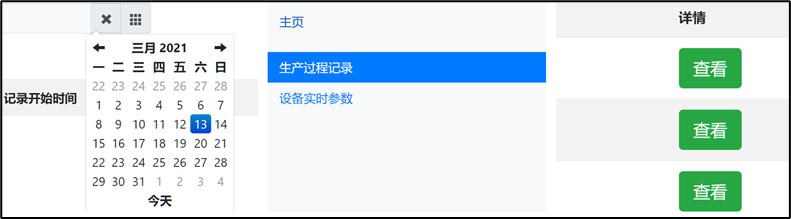 三月 2021
一 二 三 四 五 六 日
22 23 24 25 26 27 28
1 2 3 4 5 6 7
8 9 10 11 12 13 14
15 16 17 18 19 20 21
22 23 24 25 26 27 28
29 30 31 1 2 3 4
今天
记录开始时间
主页
生产过程记录
设备实时参数
详情
查看
查看
查看